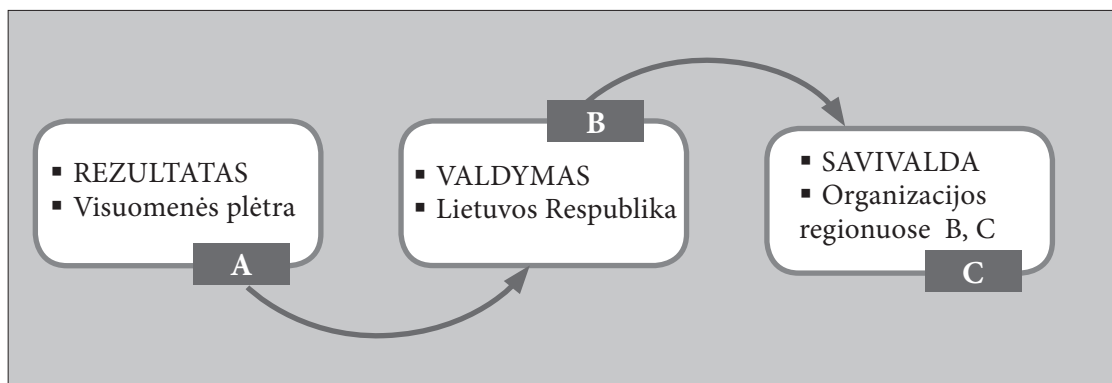 ▪ REZULTATAS
▪ Visuomenės plėtra
A
B
▪ VALDYMAS
▪ Lietuvos Respublika
▪ SAVIVALDA
▪ Organizacijos
regionuose B, C
C